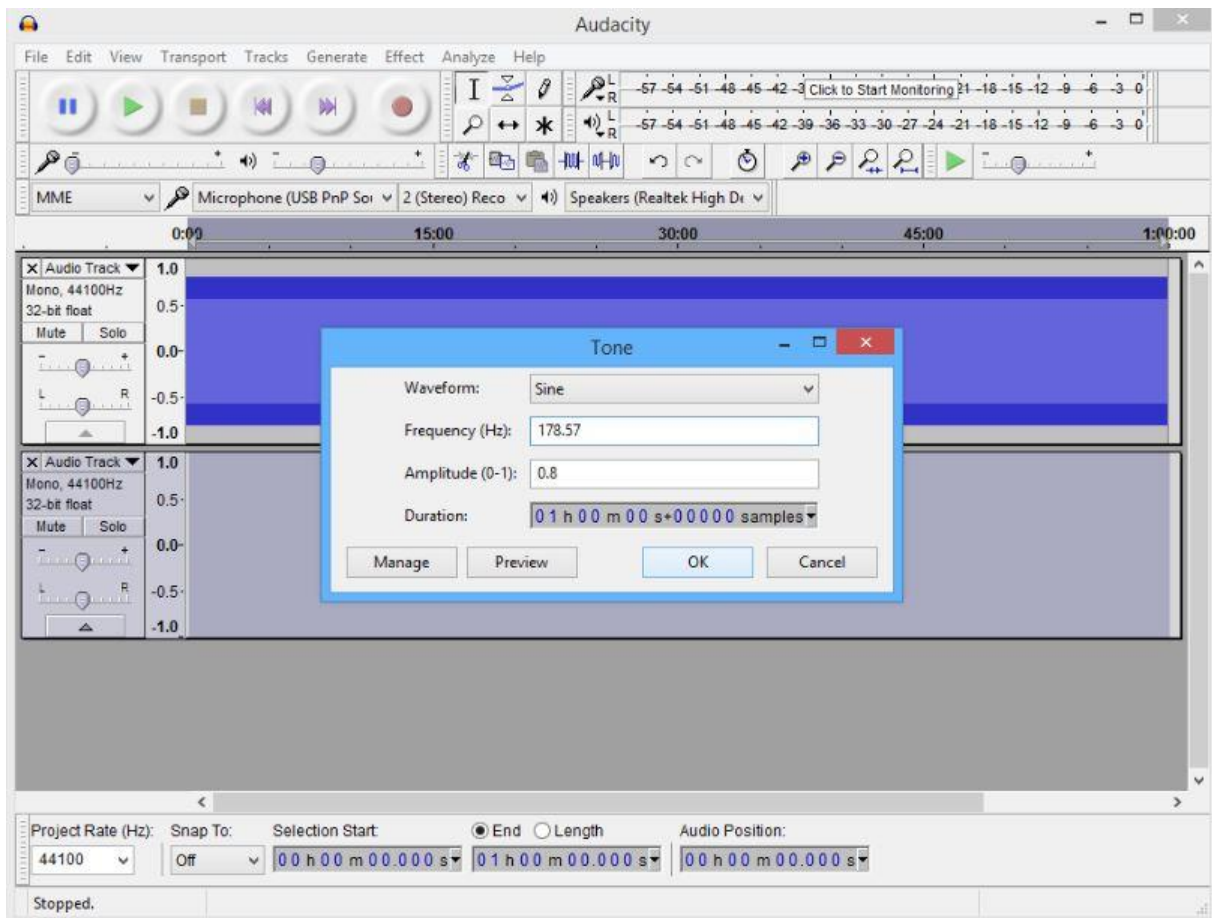 Audacity
File Edit View Transport Tracks Generate Effect Analyze Help
L
R
-57 -54 -51 -48 -45 -42 -3 Click to Start Monitoring 21 -18 -15 -12 -9 -6 -3 0
L
R
-57 -54 -51 -48 -45 -42 -39 -36 -33 -30 -27 -24 -21 -18 -15 -12 -9 -6 -3 0
MME Microphone (USB PnP Sou 2 (Stereo) Reco Speakers (Realtek High De
0:00 15:00 30:00 45:00 1:00:00
Audio Track 1.0
Mono, 44100Hz
32-bit float 0.5
Mute Solo
- + 0.0
L R -0.5
-1.0
Tone
Waveform: Sine
Frequency (Hz): 178.57
Amplitude (0-1): 0.8
Duration: 01 h 00 m 00 s+00000 samples
Manage Preview OK Cancel
Audio Track 1.0
Mono, 44100Hz
32-bit float 0.5
Mute Solo
- + 0.0
L R -0.5
-1.0
Project Rate (Hz): Snap To: Selection Start: End Length Audio Position:
44100 Off 00 h 00 m 00.000 s 01 h 00 m 00.000 s 00 h 00 m 00.000 s
Stopped.